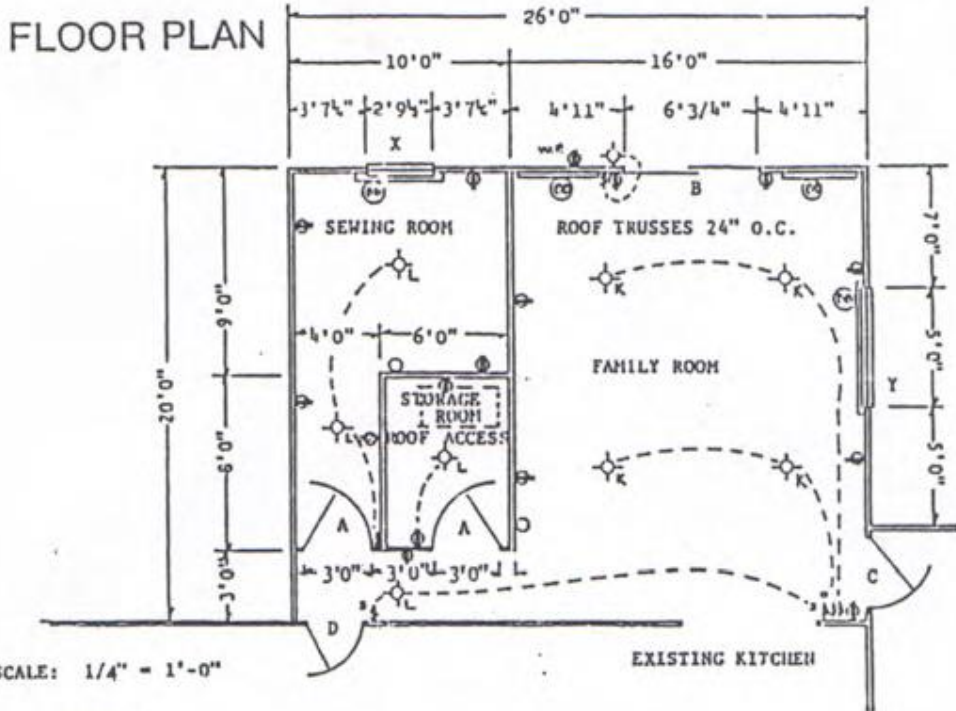 FLOOR PLAN
26'0"
10'0" 16'0"
3'7¼" 2'9½" 3'7¼" 4'11" 6'3/4" 4'11"
X
B
SEWING ROOM ROOF TRUSSES 24" O.C.
7'0"
L K K
9'0"
4'0" 6'0"
5'0"
FAMILY ROOM
Y
20'0"
STORAGE
ROOM
ROOF ACCESS
L L K K
6'0"
5'0"
A A
3'0" 3'0" 3'0"
3'0"
C
L
D
EXISTING KITCHEN
SCALE: 1/4" = 1'-0"